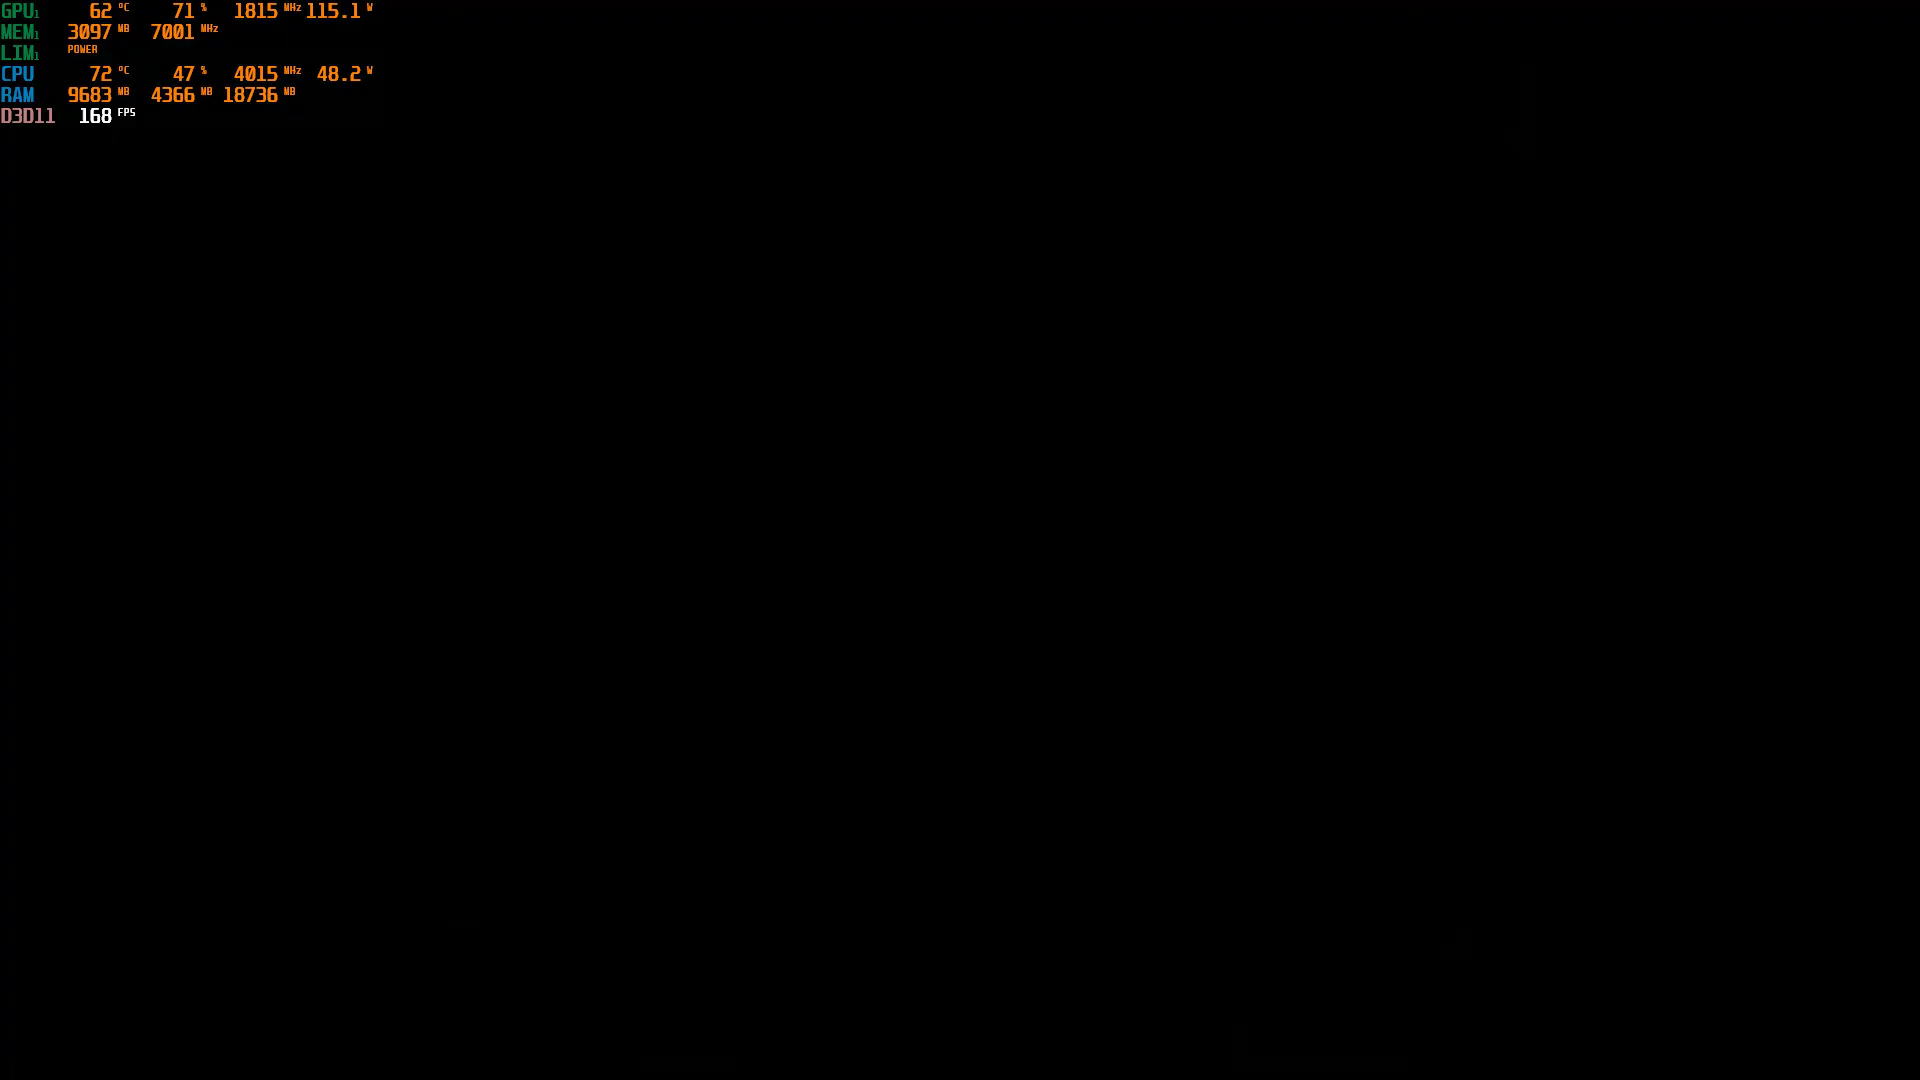 GPU1 62 °C 71 % 1815 MHz 115.1 W
MEM1 3097 MB 7001 MHz
LIM1 POWER
CPU 72 °C 47 % 4015 MHz 48.2 W
RAM 9683 MB 4366 MB 18736 MB
D3D11 168 FPS